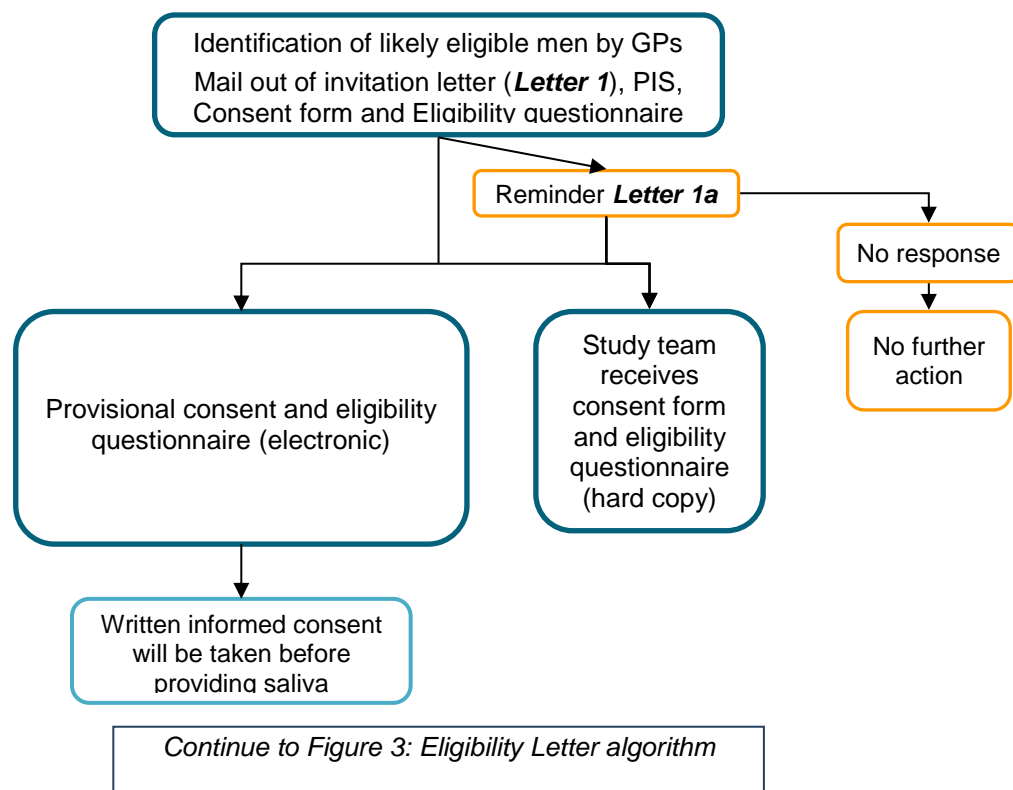 Identification of likely eligible men by GPs
Mail out of invitation letter (Letter 1), PIS,
Consent form and Eligibility questionnaire
Reminder Letter 1a
No response
No further
action
Provisional consent and eligibility
questionnaire (electronic)
Study team
receives
consent form
and eligibility
questionnaire
(hard copy)
Written informed consent
will be taken before
providing saliva
Continue to Figure 3: Eligibility Letter algorithm